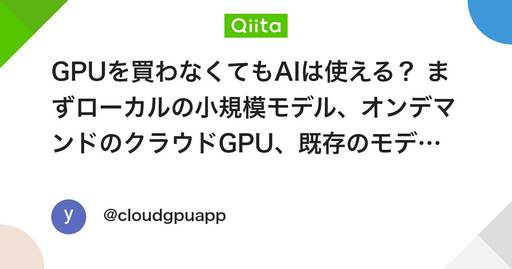 Qiita
GPUを買わなくてもAIは使える？ ま
ずローカルの小規模モデル、オンデマ
ンドのクラウドGPU、既存のモデ…
y
@cloudgpuapp